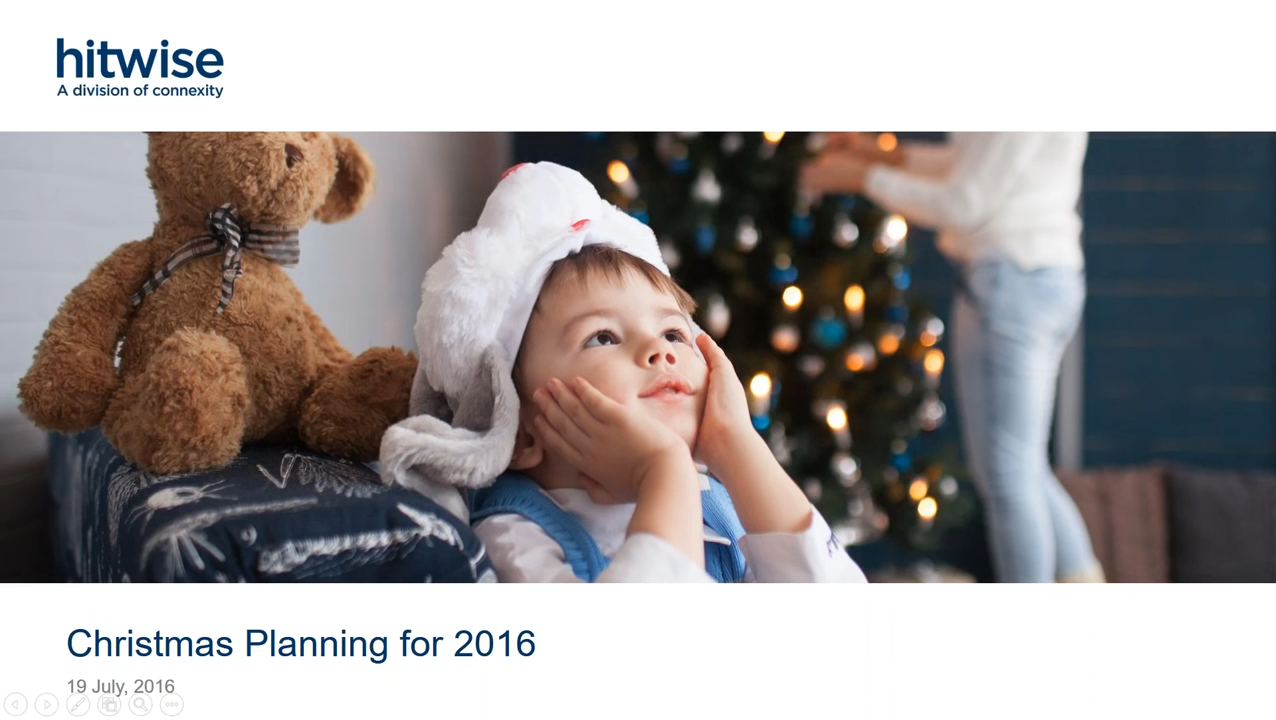 hitwise
A division of connexity
Christmas Planning for 2016
19 July, 2016